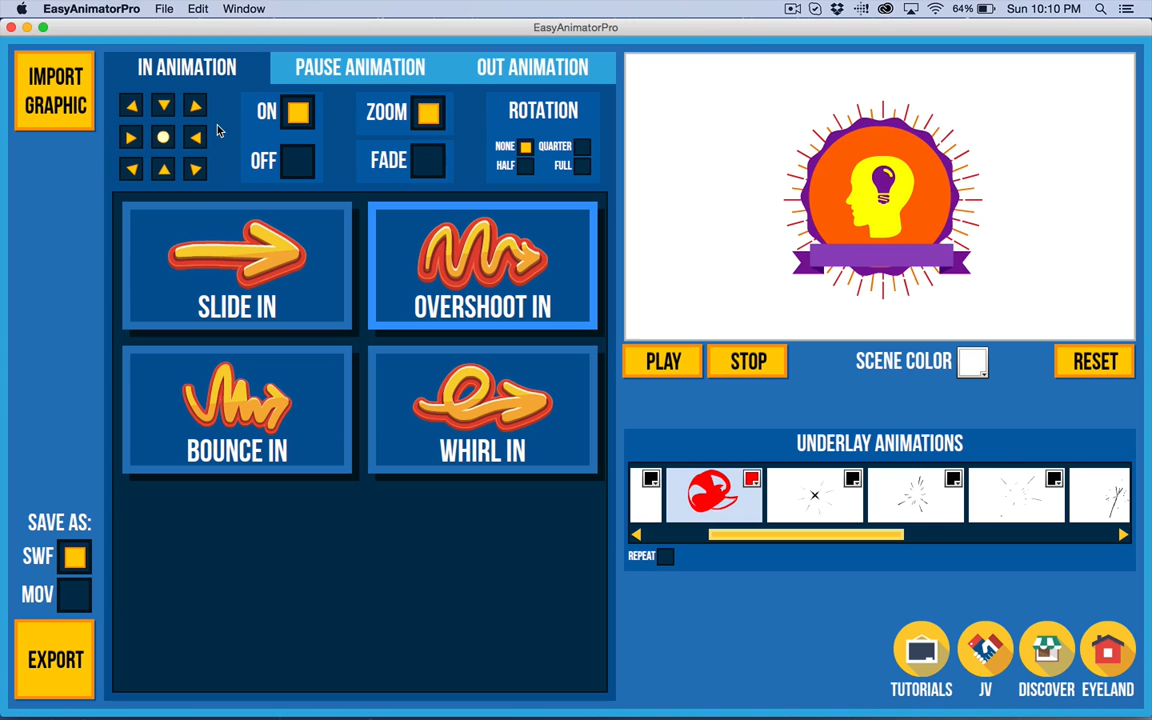 EasyAnimatorPro File Edit Window 64% Sun 10:10 PM
EasyAnimatorPro
IMPORT
GRAPHIC
IN ANIMATION
PAUSE ANIMATION
OUT ANIMATION
ON
OFF
ZOOM
FADE
ROTATION
NONE
QUARTER
HALF
FULL
SLIDE IN
OVERSHOOT IN
BOUNCE IN
WHIRL IN
SAVE AS:
SWF
MOV
EXPORT
PLAY
STOP
SCENE COLOR
RESET
UNDERLAY ANIMATIONS
REPEAT
TUTORIALS
JV
DISCOVER
EYELAND